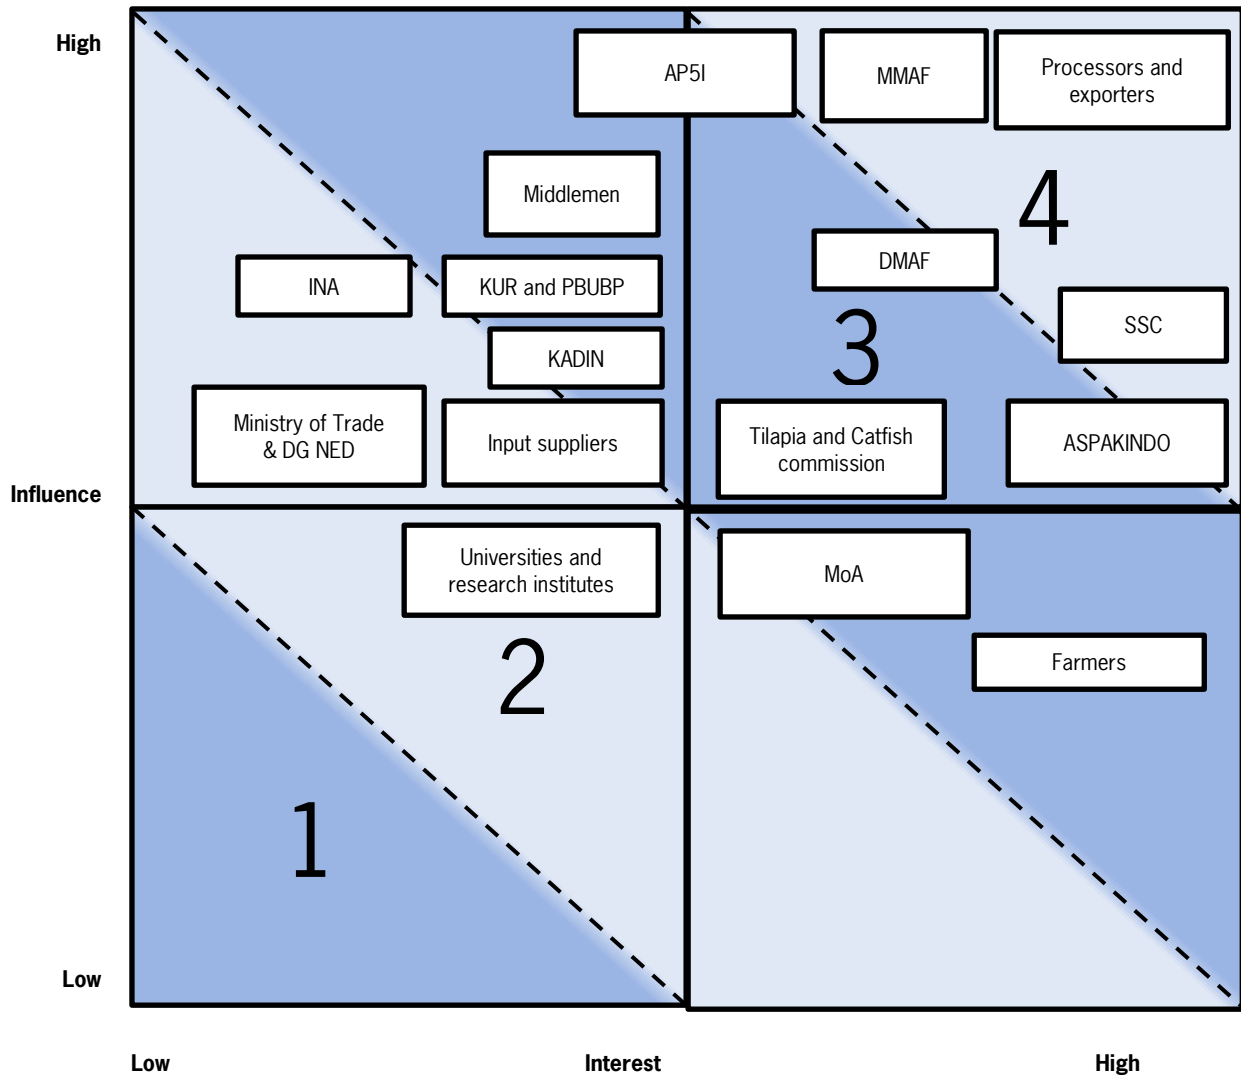 High
AP5I
MMAF
Processors and
exporters
Middlemen
4
DMAF
INA
KUR and PBUBP
SSC
3
KADIN
Ministry of Trade
& DG NED
Input suppliers
Tilapia and Catfish
commission
ASPAKINDO
Influence
Universities and
research institutes
MoA
2
Farmers
1
Low
Low
Interest
High